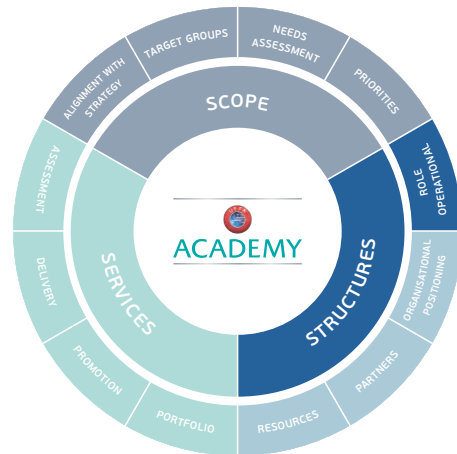 SCOPE
STRUCTURES
SERVICES
ALIGNMENT WITH
STRATEGY
TARGET GROUPS
NEEDS
ASSESSMENT
PRIORITIES
ROLE
OPERATIONAL
ORGANISATIONAL
POSITIONING
PARTNERS
RESOURCES
PORTFOLIO
PROMOTION
DELIVERY
ASSESSMENT
UEFA
ACADEMY